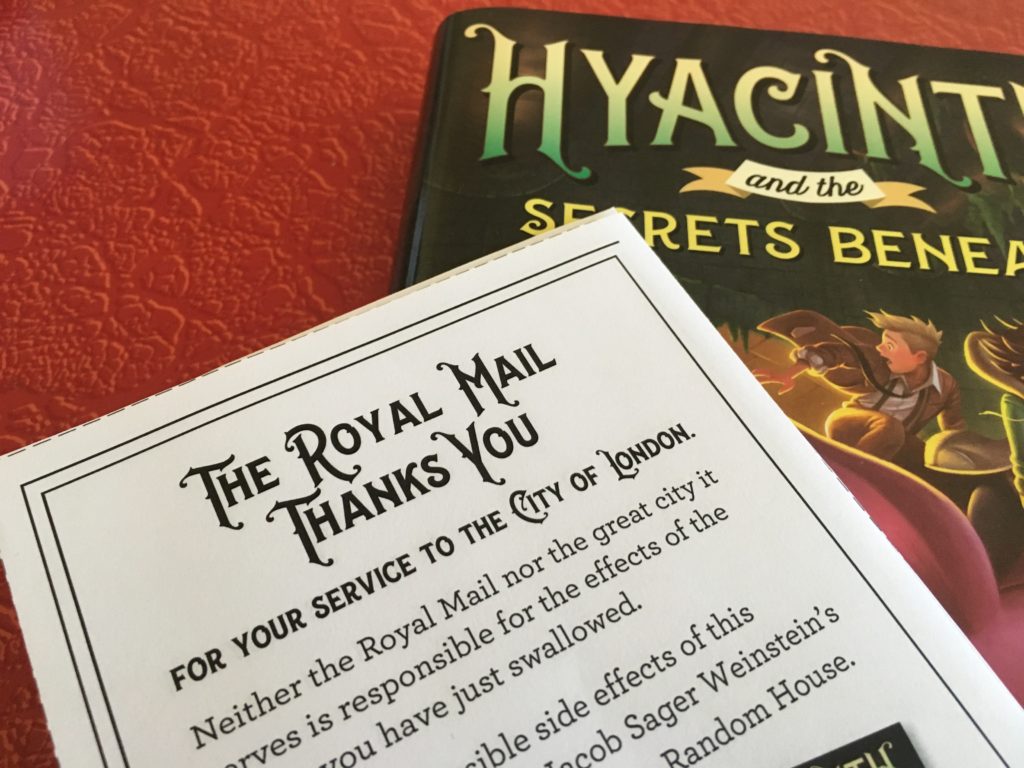 HYACINT
and the
SECRETS BENEA
THE ROYAL MAIL
THANKS YOU
FOR YOUR SERVICE TO THE CITY OF LONDON.
Neither the Royal Mail nor the great city it
erves is responsible for the effects of the
you have just swallowed.
cible side effects of this
Jacob Sager Weinstein's
Random House.